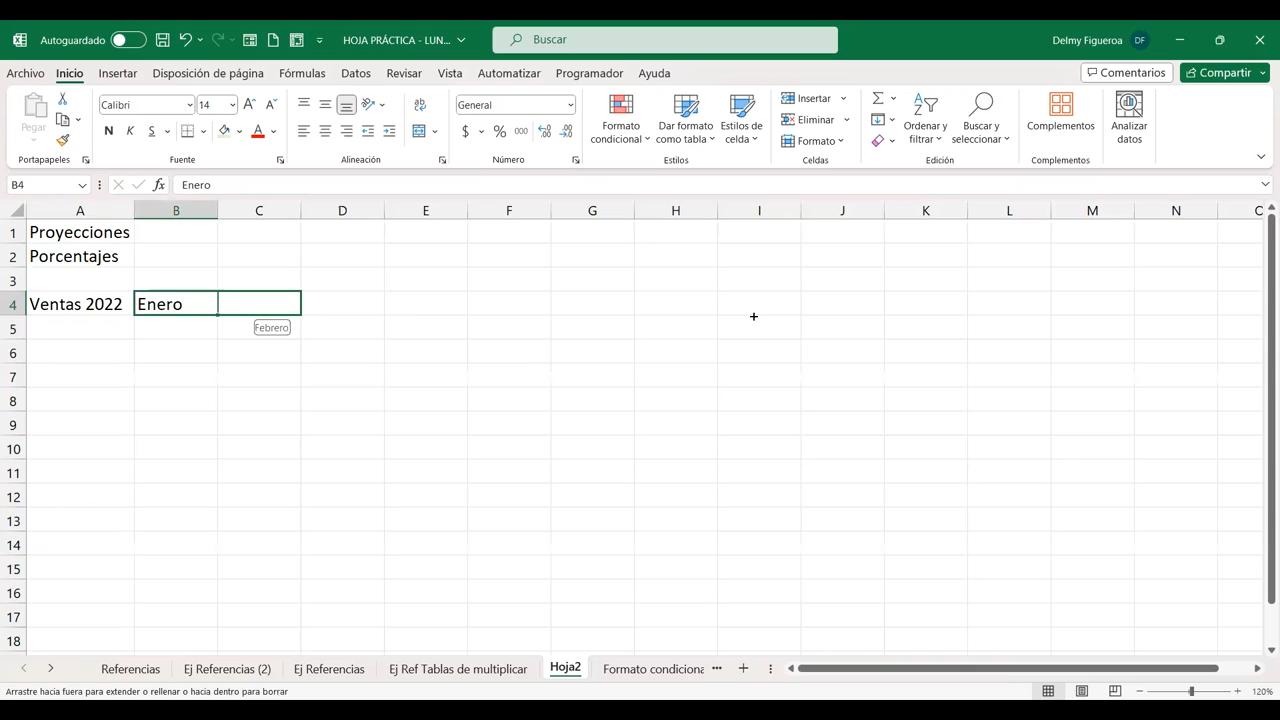 Autoguardado HOJA PRÁCTICA - LUN... Buscar Delmy Figueroa DF
Archivo Inicio Insertar Disposición de página Fórmulas Datos Revisar Vista Automatizar Programador Ayuda Comentarios Compartir
Pegar
Calibri 14
N K S
General
$ % 000
Formato condicional
Dar formato como tabla
Estilos de celda
Insertar
Eliminar
Formato
Ordenar y filtrar
Buscar y seleccionar
Complementos
Analizar datos
Portapapeles Fuente Alineación Número Estilos Celdas Edición Complementos
B4 fx Enero
A B C D E F G H I J K L M N O
1 Proyecciones
2 Porcentajes
3
4 Ventas 2022 Enero
5 Febrero
6
7
8
9
10
11
12
13
14
15
16
17
18
Referencias Ej Referencias (2) Ej Referencias Ej Ref Tablas de multiplicar Hoja2 Formato condiciona ...
Arrastre hacia fuera para extender o rellenar o hacia dentro para borrar 120%